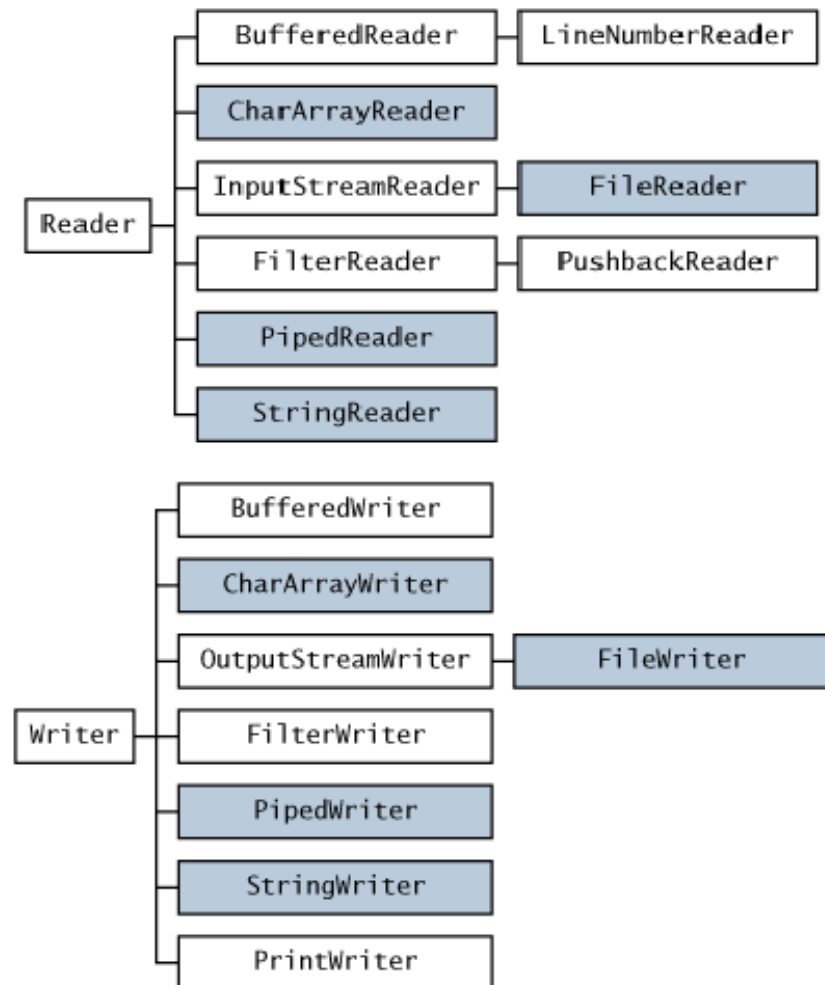 BufferedReader LineNumberReader
CharArrayReader
InputStreamReader FileReader
Reader
FilterReader PushbackReader
PipedReader
StringReader
BufferedWriter
CharArrayWriter
OutputStreamWriter FileWriter
Writer FilterWriter
PipedWriter
StringWriter
PrintWriter